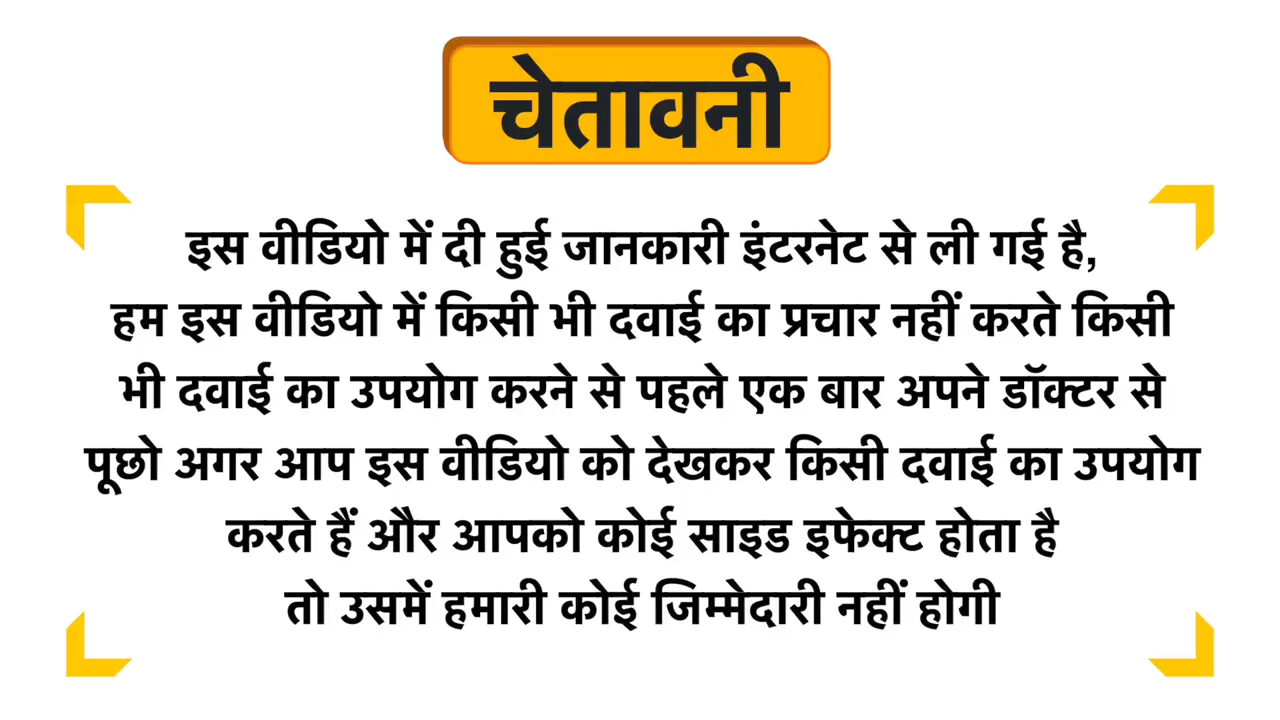 चेतावनी
इस वीडियो में दी हुई जानकारी इंटरनेट से ली गई है,
हम इस वीडियो में किसी भी दवाई का प्रचार नहीं करते किसी
भी दवाई का उपयोग करने से पहले एक बार अपने डॉक्टर से
पूछो अगर आप इस वीडियो को देखकर किसी दवाई का उपयोग
करते हैं और आपको कोई साइड इफेक्ट होता है
तो उसमें हमारी कोई जिम्मेदारी नहीं होगी